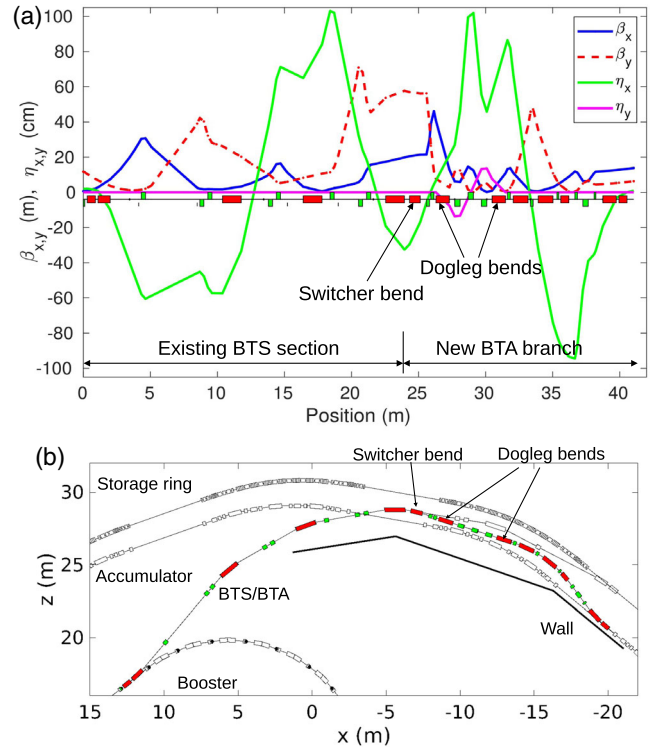 (a)
100
80
60
40
20
0
-20
-40
-60
-80
-100
βx,y (m), ηx,y (cm)
βx
βy
ηx
ηy
Switcher bend
Dogleg bends
Existing BTS section
New BTA branch
0 5 10 15 20 25 30 35 40
Position (m)
(b)
Switcher bend
Dogleg bends
Storage ring
Accumulator
BTS/BTA
Wall
Booster
30
25
20
z (m)
15 10 5 0 -5 -10 -15 -20
x (m)